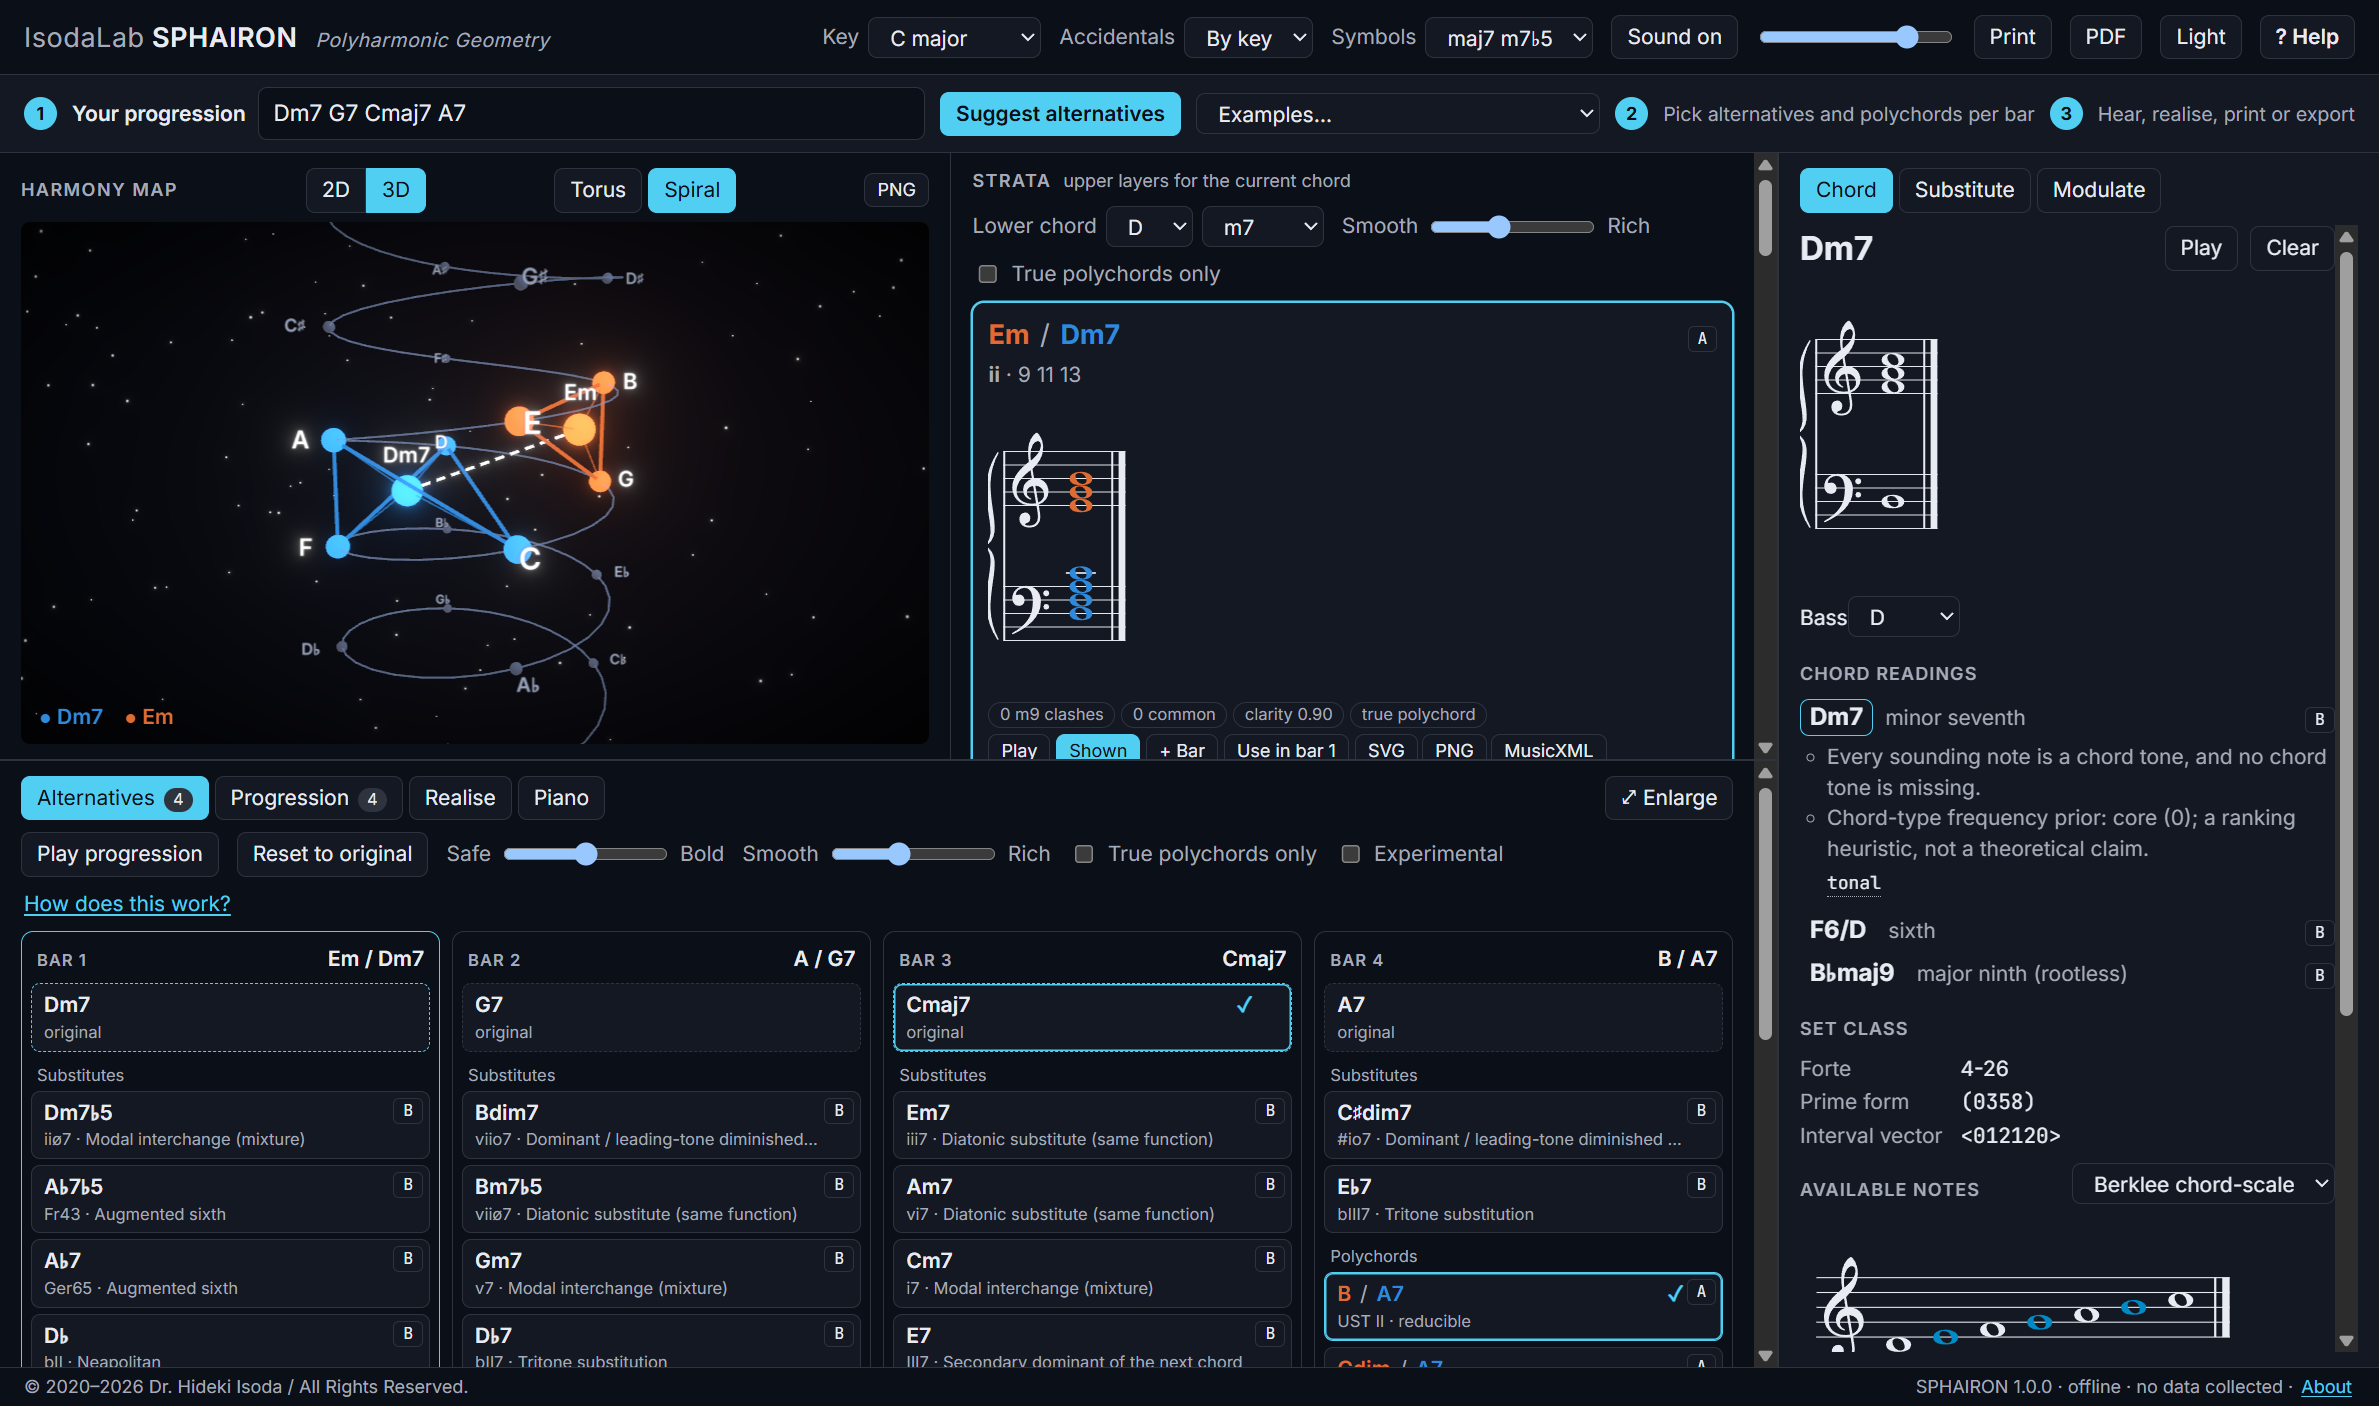 IsodaLab SPHAIRON Polyharmonic Geometry
Key C major Accidentals By key Symbols maj7 m7♭5 Sound on Print PDF Light ? Help
1 Your progression Dm7 G7 Cmaj7 A7 Suggest alternatives Examples... 2 Pick alternatives and polychords per bar 3 Hear, realise, print or export
HARMONY MAP 2D 3D Torus Spiral PNG
A♯ G♯ D♯
C♯
F♯
B
Em
E
A
D
Dm7
G
B♭
F
C
E♭
G♭
D♭
C♭
A♭
Dm7 Em
STRATA upper layers for the current chord
Lower chord D m7 Smooth Rich
True polychords only
Em / Dm7 A
ii · 9 11 13
0 m9 clashes 0 common clarity 0.90 true polychord
Play Shown + Bar Use in bar 1 SVG PNG MusicXML
Chord Substitute Modulate
Dm7 Play Clear
Bass D
CHORD READINGS
Dm7 minor seventh B
Every sounding note is a chord tone, and no chord
tone is missing.
Chord-type frequency prior: core (0); a ranking
heuristic, not a theoretical claim.
tonal
F6/D sixth B
B♭maj9 major ninth (rootless) B
SET CLASS
Forte 4-26
Prime form (0358)
Interval vector <012120>
AVAILABLE NOTES Berklee chord-scale
Alternatives 4 Progression 4 Realise Piano ⤢ Enlarge
Play progression Reset to original Safe Bold Smooth Rich True polychords only Experimental
How does this work?
BAR 1 Em / Dm7
Dm7
original
Substitutes
Dm7♭5 B
iiø7 · Modal interchange (mixture)
A♭7♭5 B
Fr43 · Augmented sixth
A♭7 B
Ger65 · Augmented sixth
D♭ B
bII · Neapolitan
BAR 2 A / G7
G7
original
Substitutes
Bdim7 B
viio7 · Dominant / leading-tone diminished...
Bm7♭5 B
viiø7 · Diatonic substitute (same function)
Gm7 B
v7 · Modal interchange (mixture)
D♭7 B
bII7 · Tritone substitution
BAR 3 Cmaj7
Cmaj7 ✓
original
Substitutes
Em7 B
iii7 · Diatonic substitute (same function)
Am7 B
vi7 · Diatonic substitute (same function)
Cm7 B
i7 · Modal interchange (mixture)
E7 B
III7 · Secondary dominant of the next chord
BAR 4 B / A7
A7
original
Substitutes
C♯dim7 B
#io7 · Dominant / leading-tone diminished ...
E♭7 B
bIII7 · Tritone substitution
Polychords
B / A7 ✓ A
UST II · reducible
/ A7 A
© 2020–2026 Dr. Hideki Isoda / All Rights Reserved.
SPHAIRON 1.0.0 · offline · no data collected · About